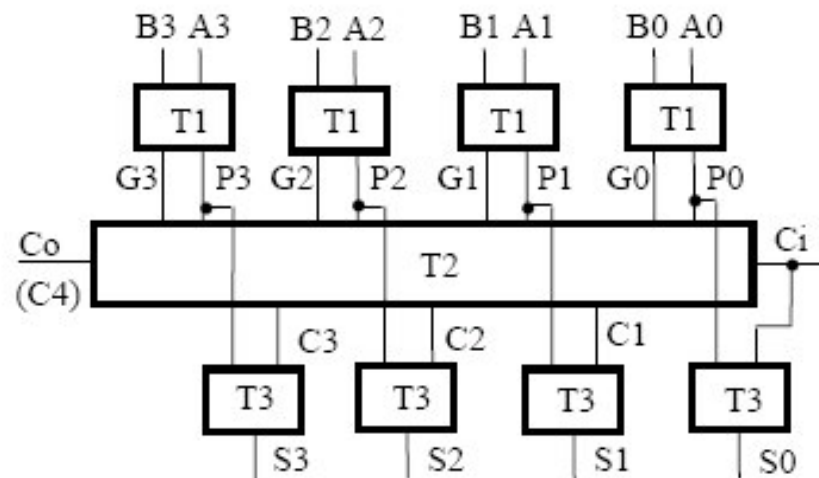 B3 A3 B2 A2 B1 A1 B0 A0
T1 T1 T1 T1
G3 P3 G2 P2 G1 P1 G0 P0
Co T2 Ci
(C4)
C3 C2 C1
T3 T3 T3 T3
S3 S2 S1 S0